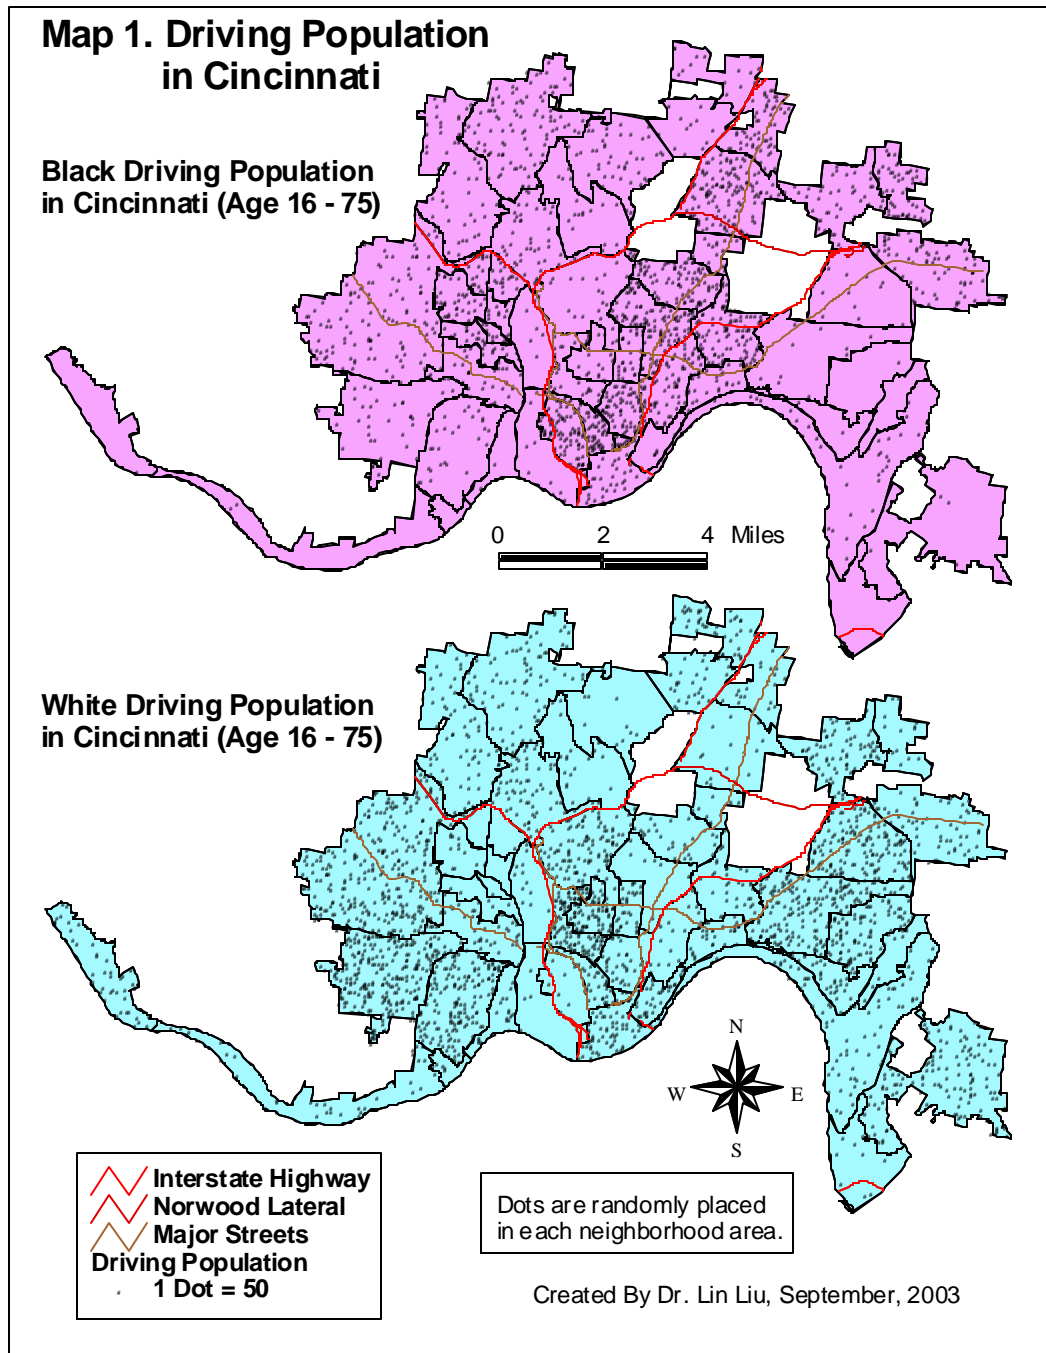 Map 1. Driving Population
in Cincinnati
Black Driving Population
in Cincinnati (Age 16 - 75)
0 2 4 Miles
White Driving Population
in Cincinnati (Age 16 - 75)
N
W E
S
Interstate Highway
Norwood Lateral
Major Streets
Driving Population
1 Dot = 50
Dots are randomly placed
in each neighborhood area.
Created By Dr. Lin Liu, September, 2003